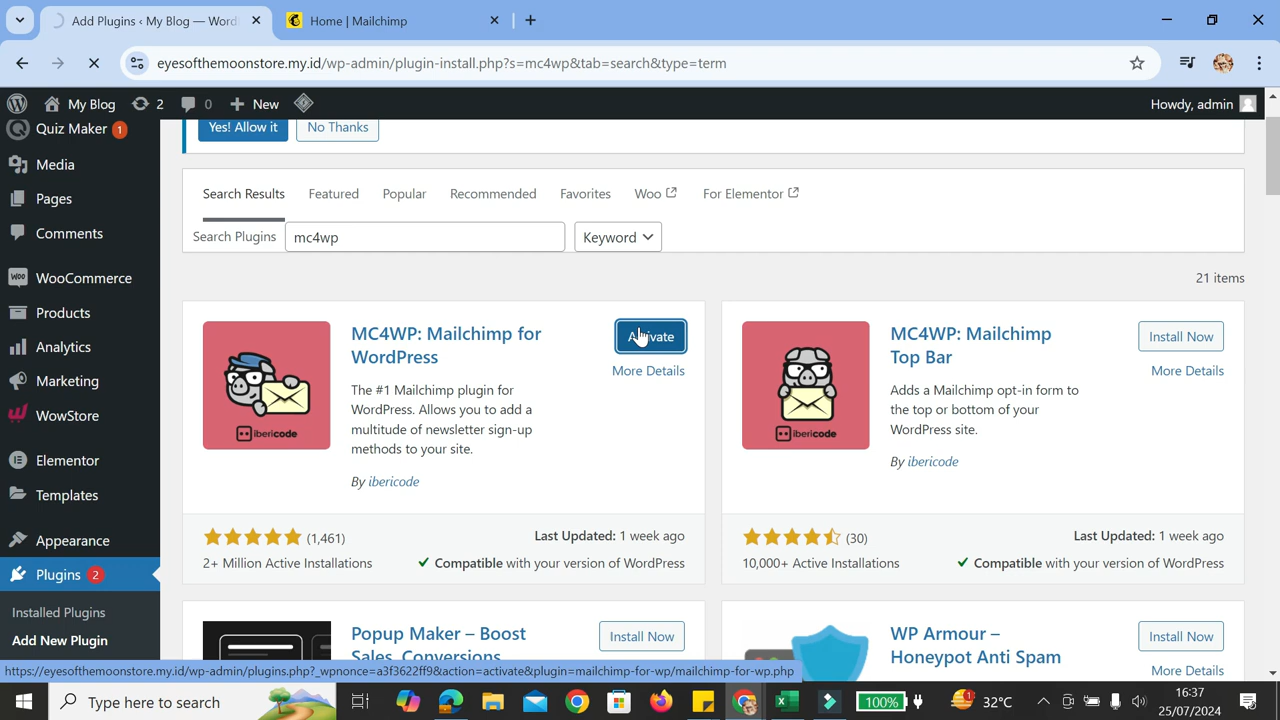 Add Plugins ‹ My Blog — Word
Home | Mailchimp
eyesofthemoonstore.my.id/wp-admin/plugin-install.php?s=mc4wp&tab=search&type=term
My Blog
2
0
New
Howdy, admin
Quiz Maker 1
Media
Pages
Comments
WooCommerce
Products
Analytics
Marketing
WowStore
Elementor
Templates
Appearance
Plugins 2
Installed Plugins
Add New Plugin
Yes! Allow it
No Thanks
Search Results
Featured
Popular
Recommended
Favorites
Woo
For Elementor
Search Plugins
mc4wp
Keyword
21 items
MC4WP: Mailchimp for
WordPress
Activate
More Details
The #1 Mailchimp plugin for
WordPress. Allows you to add a
multitude of newsletter sign-up
methods to your site.
By ibericode
ibericode
(1,461)
Last Updated: 1 week ago
2+ Million Active Installations
Compatible with your version of WordPress
MC4WP: Mailchimp
Top Bar
Install Now
More Details
Adds a Mailchimp opt-in form to
the top or bottom of your
WordPress site.
By ibericode
ibericode
(30)
Last Updated: 1 week ago
10,000+ Active Installations
Compatible with your version of WordPress
Popup Maker – Boost
Sales, Conversions,
Install Now
WP Armour –
Honeypot Anti Spam
Install Now
More Details
https://eyesofthemoonstore.my.id/wp-admin/plugins.php?_wpnonce=a3f3622ff9&action=activate&plugin=mailchimp-for-wp/mailchimp-for-wp.php
Type here to search
100%
1
32°C
16:37
25/07/2024